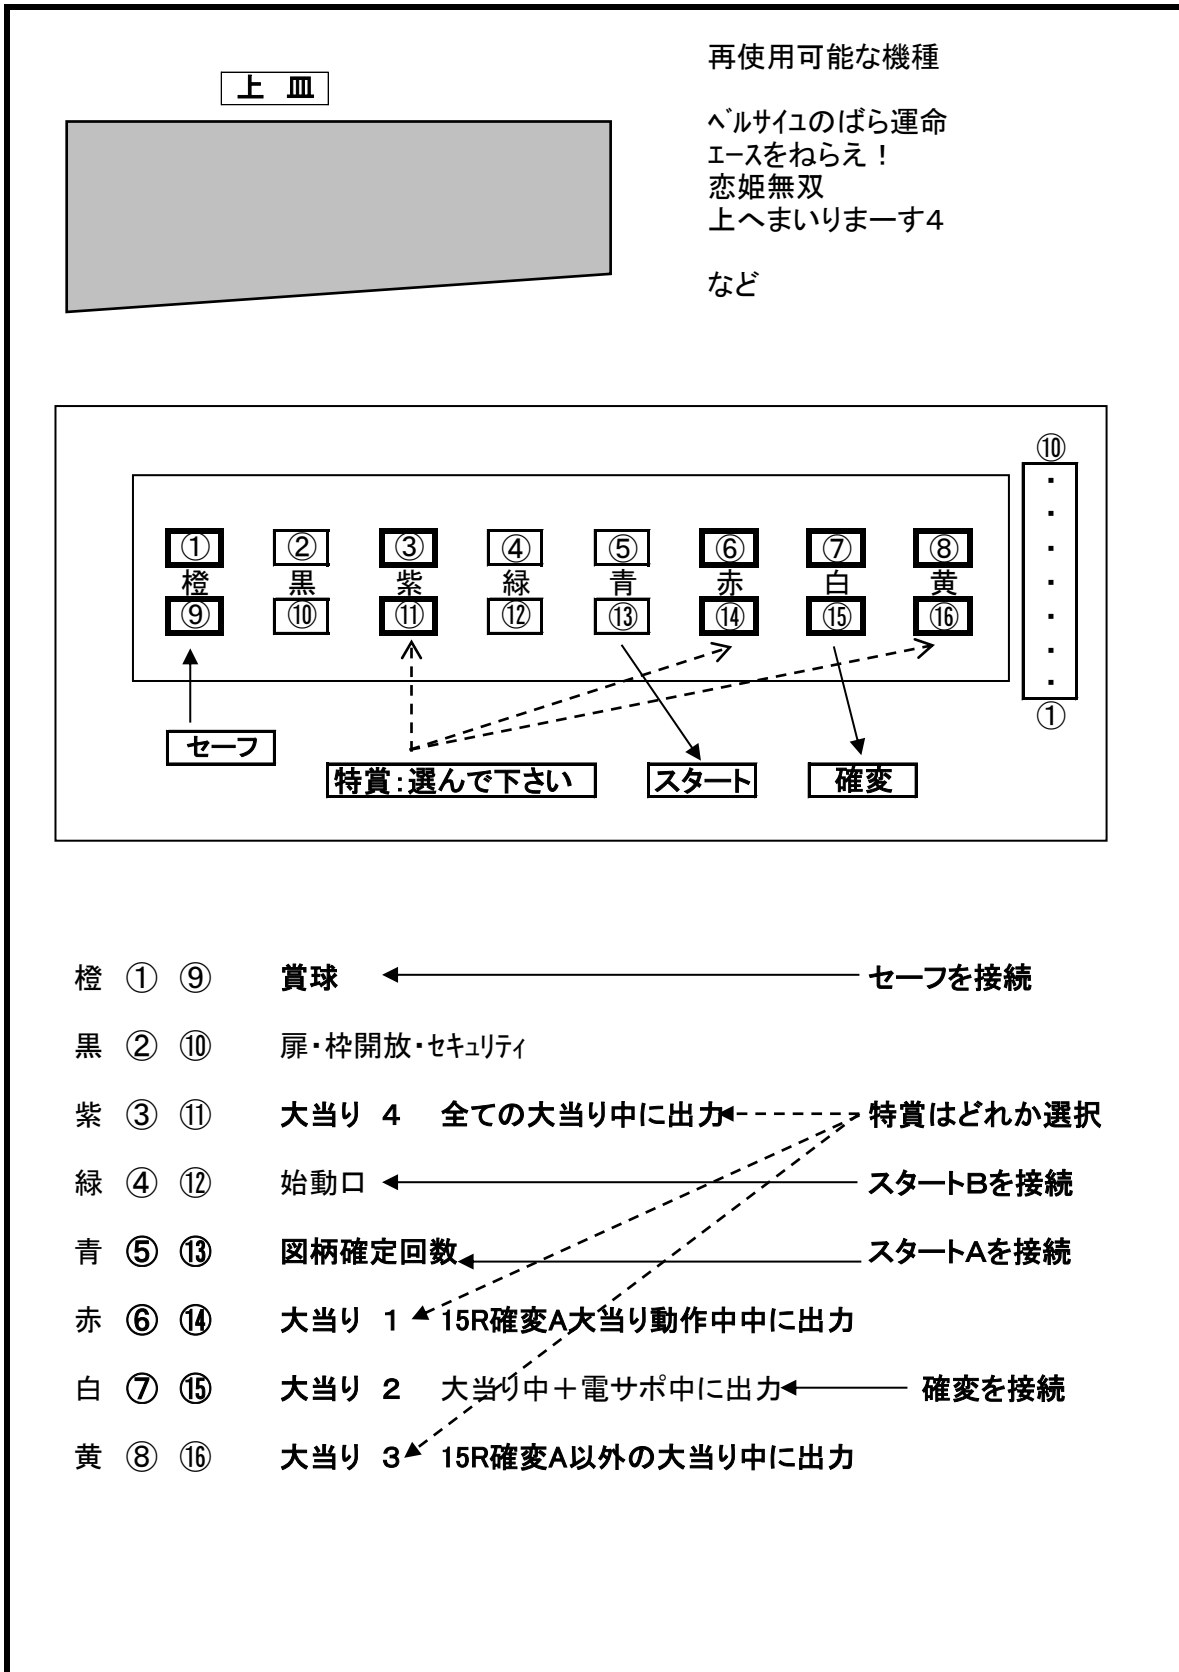 再使用可能な機種
上 皿
ﾍﾞﾙｻｲﾕのばら運命
ｴｰｽをねらえ！
恋姫無双
上へまいりまーす4
など
⑩
① ② ③ ④ ⑤ ⑥ ⑦ ⑧
橙 黒 紫 緑 青 赤 白 黄
⑨ ⑩ ⑪ ⑫ ⑬ ⑭ ⑮ ⑯
①
セーフ
特賞：選んで下さい スタート 確変
橙 ① ⑨ 賞球 セーフを接続
黒 ② ⑩ 扉・枠開放・ｾｷｭﾘﾃｨ
紫 ③ ⑪ 大当り 4 全ての大当り中に出力 特賞はどれか選択
緑 ④ ⑫ 始動口 スタートBを接続
青 ⑤ ⑬ 図柄確定回数 スタートAを接続
赤 ⑥ ⑭ 大当り 1 15R確変A大当り動作中中に出力
白 ⑦ ⑮ 大当り 2 大当り中＋電サポ中に出力 確変を接続
黄 ⑧ ⑯ 大当り 3 15R確変A以外の大当り中に出力